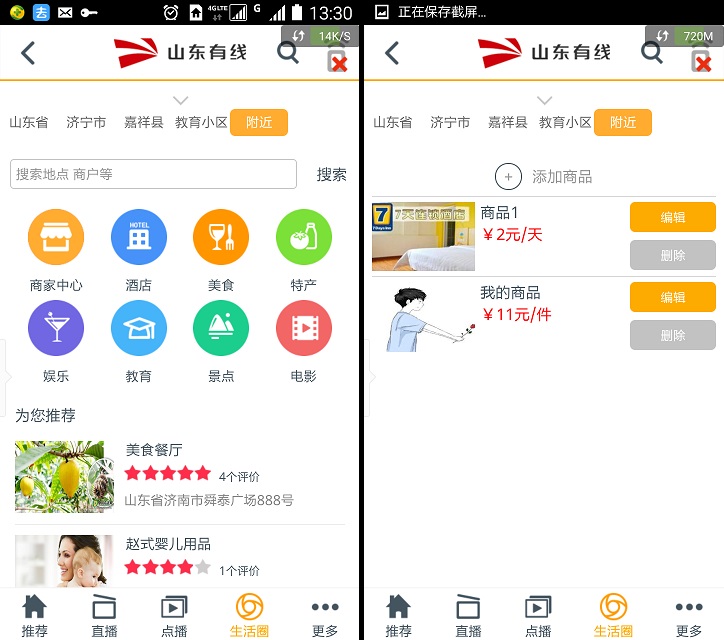 去
4GLTE
G
13:30
14K/S
山东有线
山东省
济宁市
嘉祥县
教育小区
附近
搜索地点 商户等
搜索
HOTEL
商家中心
酒店
美食
特产
娱乐
教育
景点
电影
为您推荐
美食餐厅
4个评价
山东省济南市舜泰广场888号
赵式婴儿用品
1个评价
推荐
直播
点播
生活圈
更多
正在保存截屏...
720M
山东有线
山东省
济宁市
嘉祥县
教育小区
附近
添加商品
7
7天连锁酒店
7Daysinn
商品1
¥2元/天
编辑
删除
我的商品
¥11元/件
编辑
删除
推荐
直播
点播
生活圈
更多